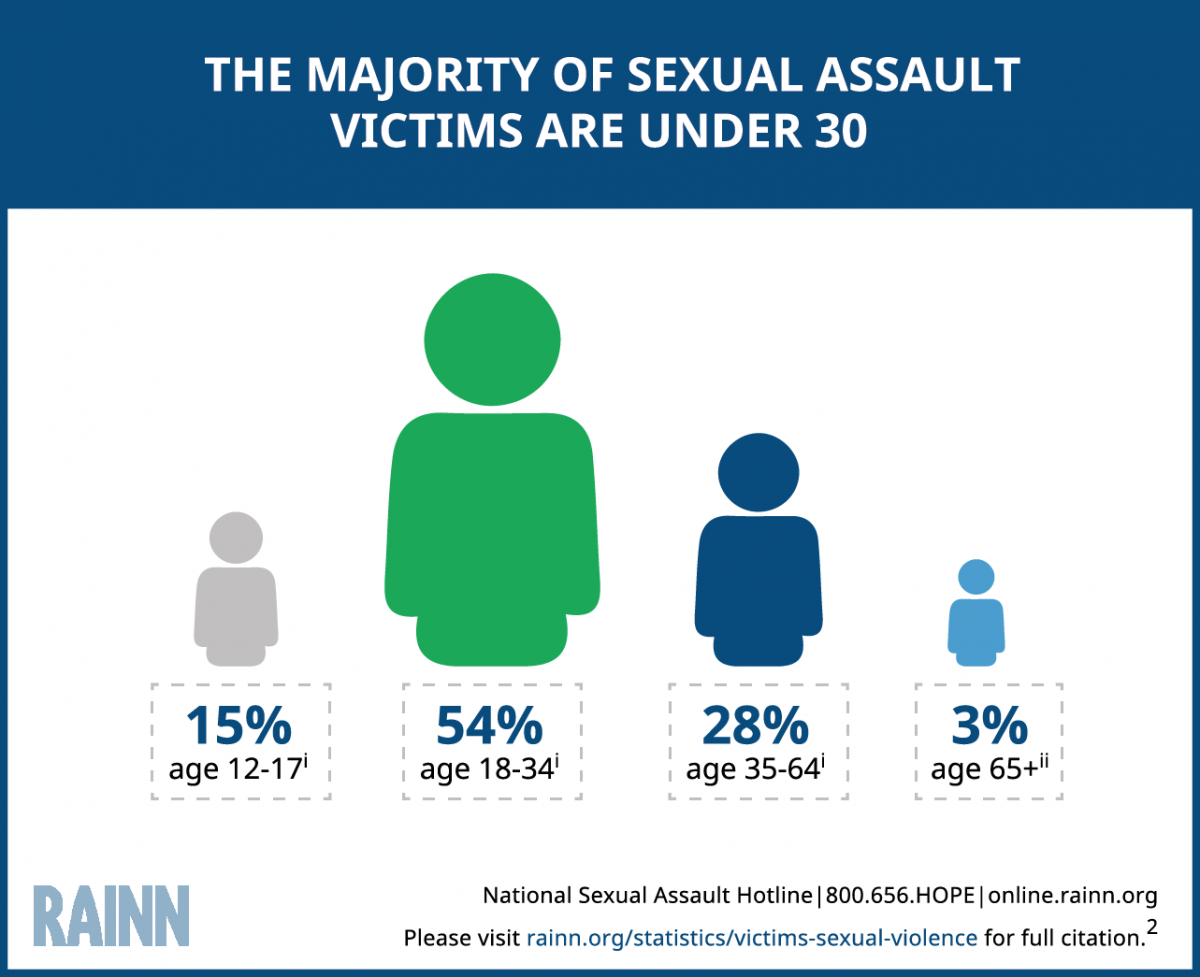 THE MAJORITY OF SEXUAL ASSAULT
VICTIMS ARE UNDER 30
15%
age 12-17ⁱ
54%
age 18-34ⁱ
28%
age 35-64ⁱ
3%
age 65+ⁱⁱ
RAINN
National Sexual Assault Hotline|800.656.HOPE|online.rainn.org
Please visit rainn.org/statistics/victims-sexual-violence for full citation.²